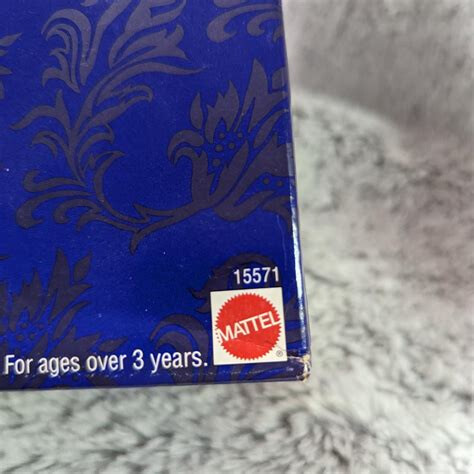 15571
MATTEL
®
For ages over 3 years.